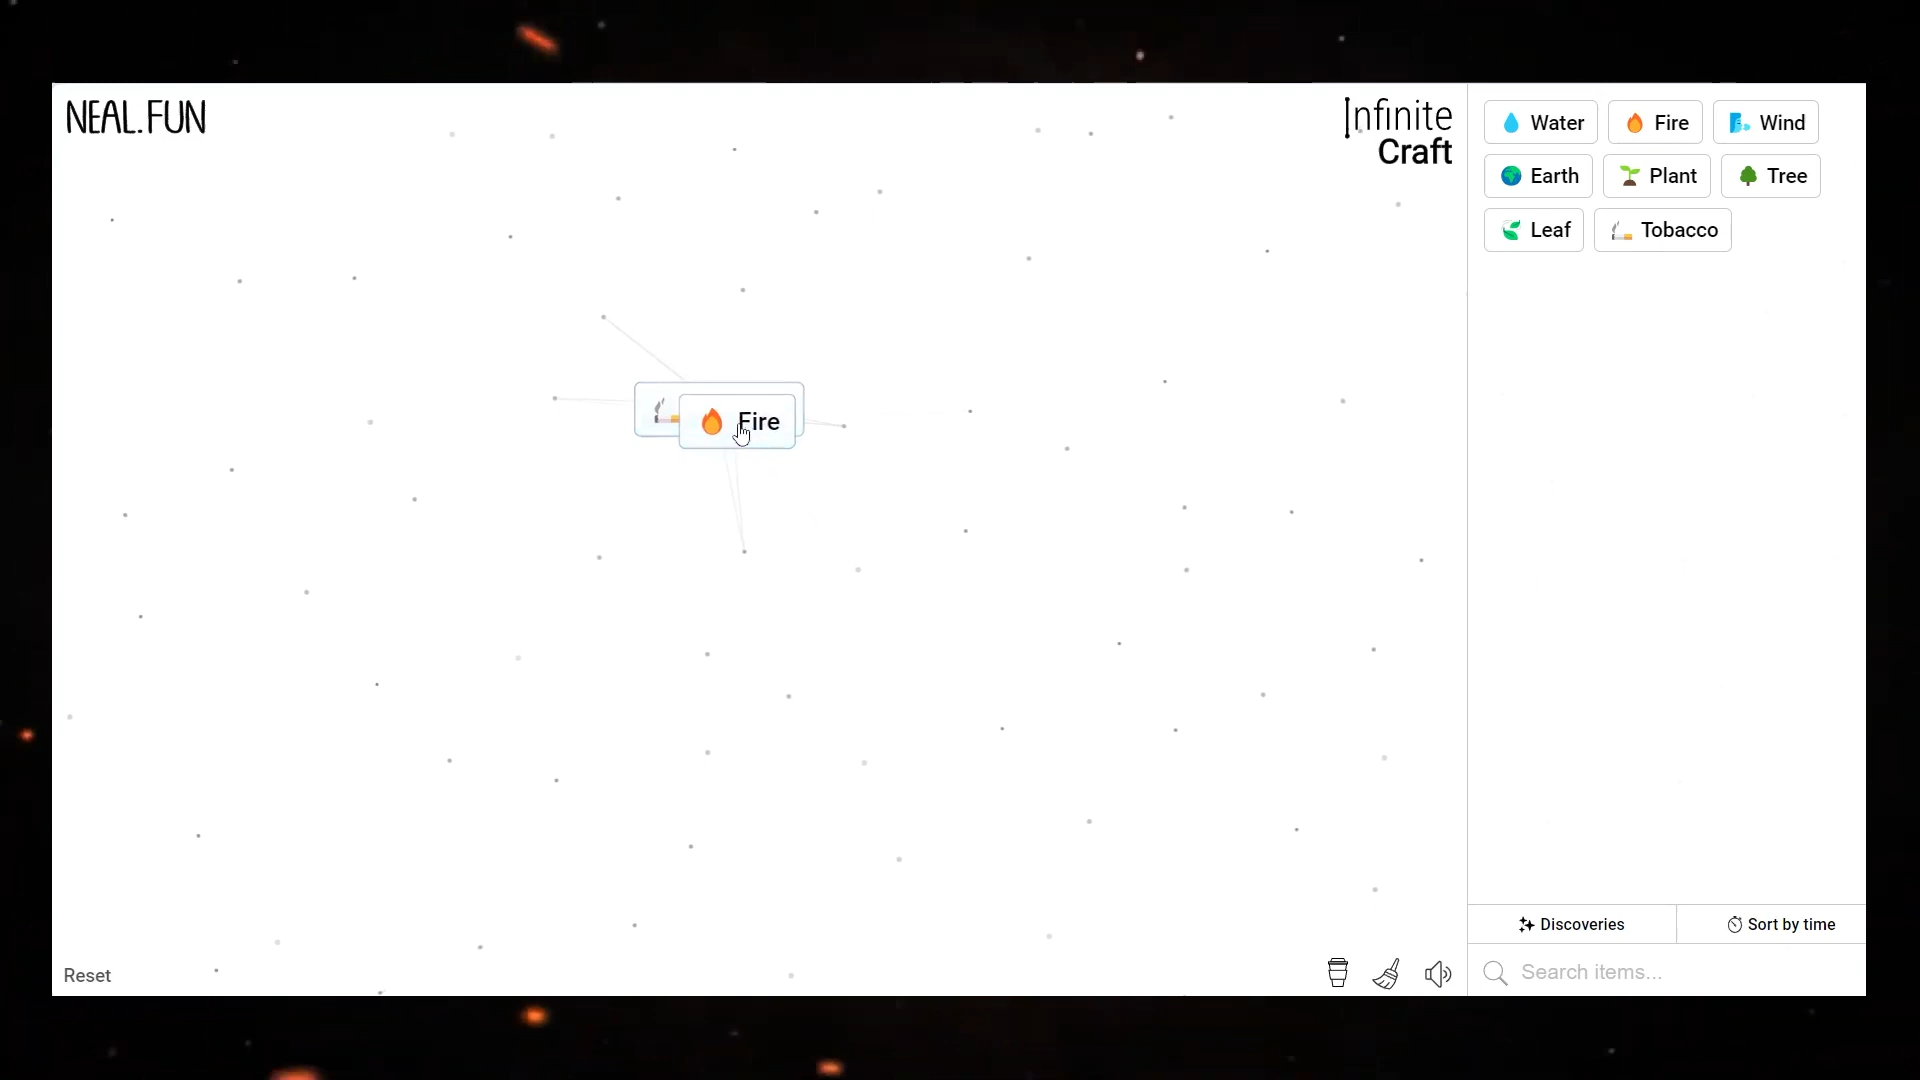 NEAL.FUN
Infinite
Craft
Water
Fire
Wind
Earth
Plant
Tree
Leaf
Tobacco
Fire
Discoveries
Sort by time
Search items...
Reset